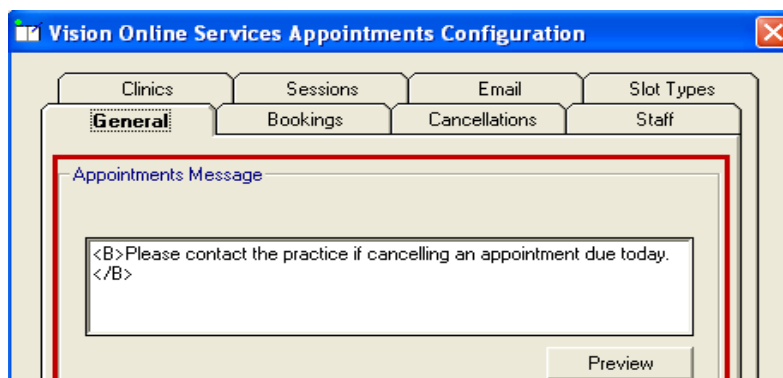 Vision Online Services Appointments Configuration
Clinics Sessions Email Slot Types
General Bookings Cancellations Staff
Appointments Message
<B>Please contact the practice if cancelling an appointment due today.
</B>
Preview